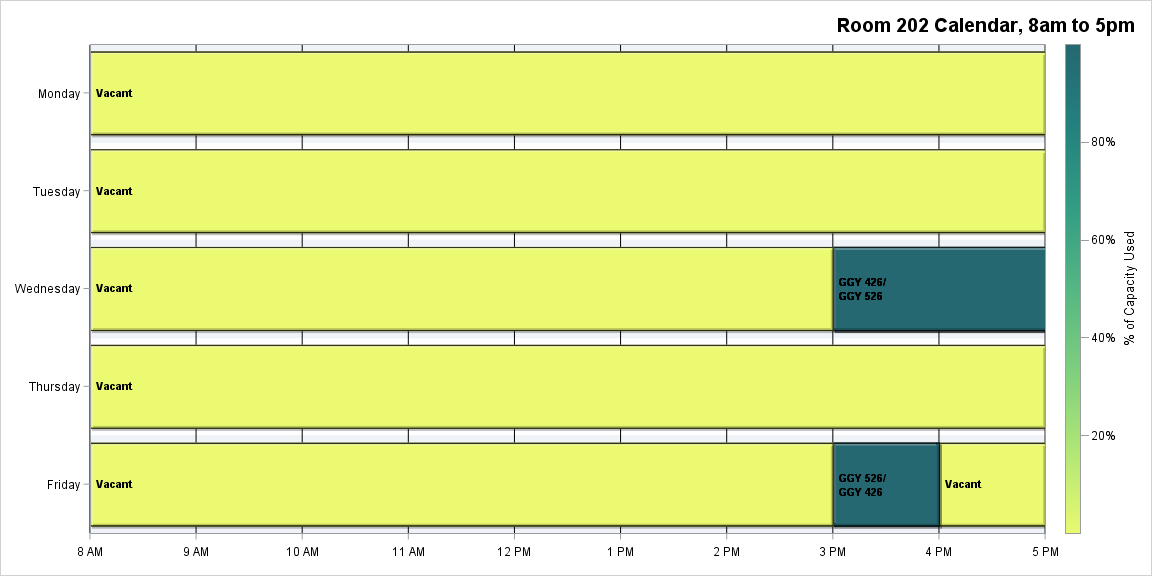 Room 202 Calendar, 8am to 5pm
Monday
Vacant
Tuesday
Vacant
Wednesday
Vacant
GGY 426/
GGY 526
Thursday
Vacant
Friday
Vacant
GGY 526/
GGY 426
Vacant
8 AM
9 AM
10 AM
11 AM
12 PM
1 PM
2 PM
3 PM
4 PM
5 PM
80%
60%
40%
20%
% of Capacity Used